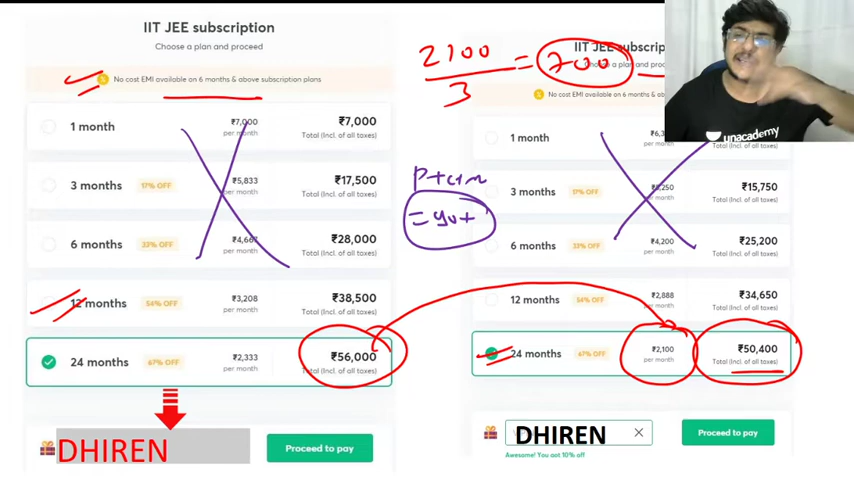 IIT JEE subscription
Choose a plan and proceed
No cost EMI available on 6 months & above subscription plans
1 month
₹7,000
per month
₹7,000
Total (Incl. of all taxes)
3 months
17% OFF
₹5,833
per month
₹17,500
Total (Incl. of all taxes)
6 months
33% OFF
₹4,667
per month
₹28,000
Total (Incl. of all taxes)
12 months
54% OFF
₹3,208
per month
₹38,500
Total (Incl. of all taxes)
24 months
67% OFF
₹2,333
per month
₹56,000
Total (Incl. of all taxes)
DHIREN
Proceed to pay
2100
3
= 700
IIT JEE
No cost EMI available on 6 months & above subscription plans
unacademy
1 month
per month
P+c+m
3 months
17% OFF
per month
₹15,750
Total (Incl. of all taxes)
6 months
33% OFF
₹4,200
per month
₹25,200
Total (Incl. of all taxes)
12 months
54% OFF
₹2,888
per month
₹34,650
Total (Incl. of all taxes)
24 months
67% OFF
₹2,100
per month
₹50,400
Total (Incl. of all taxes)
DHIREN
Awesome! You got 10% off
Proceed to pay